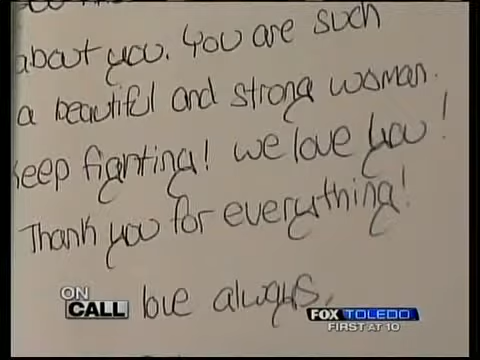 about you. You are such
a beautiful and strong woman.
keep fighting! we love you!
Thank you for everything!
love always,
ON CALL
FOX TOLEDO
FIRST AT 10